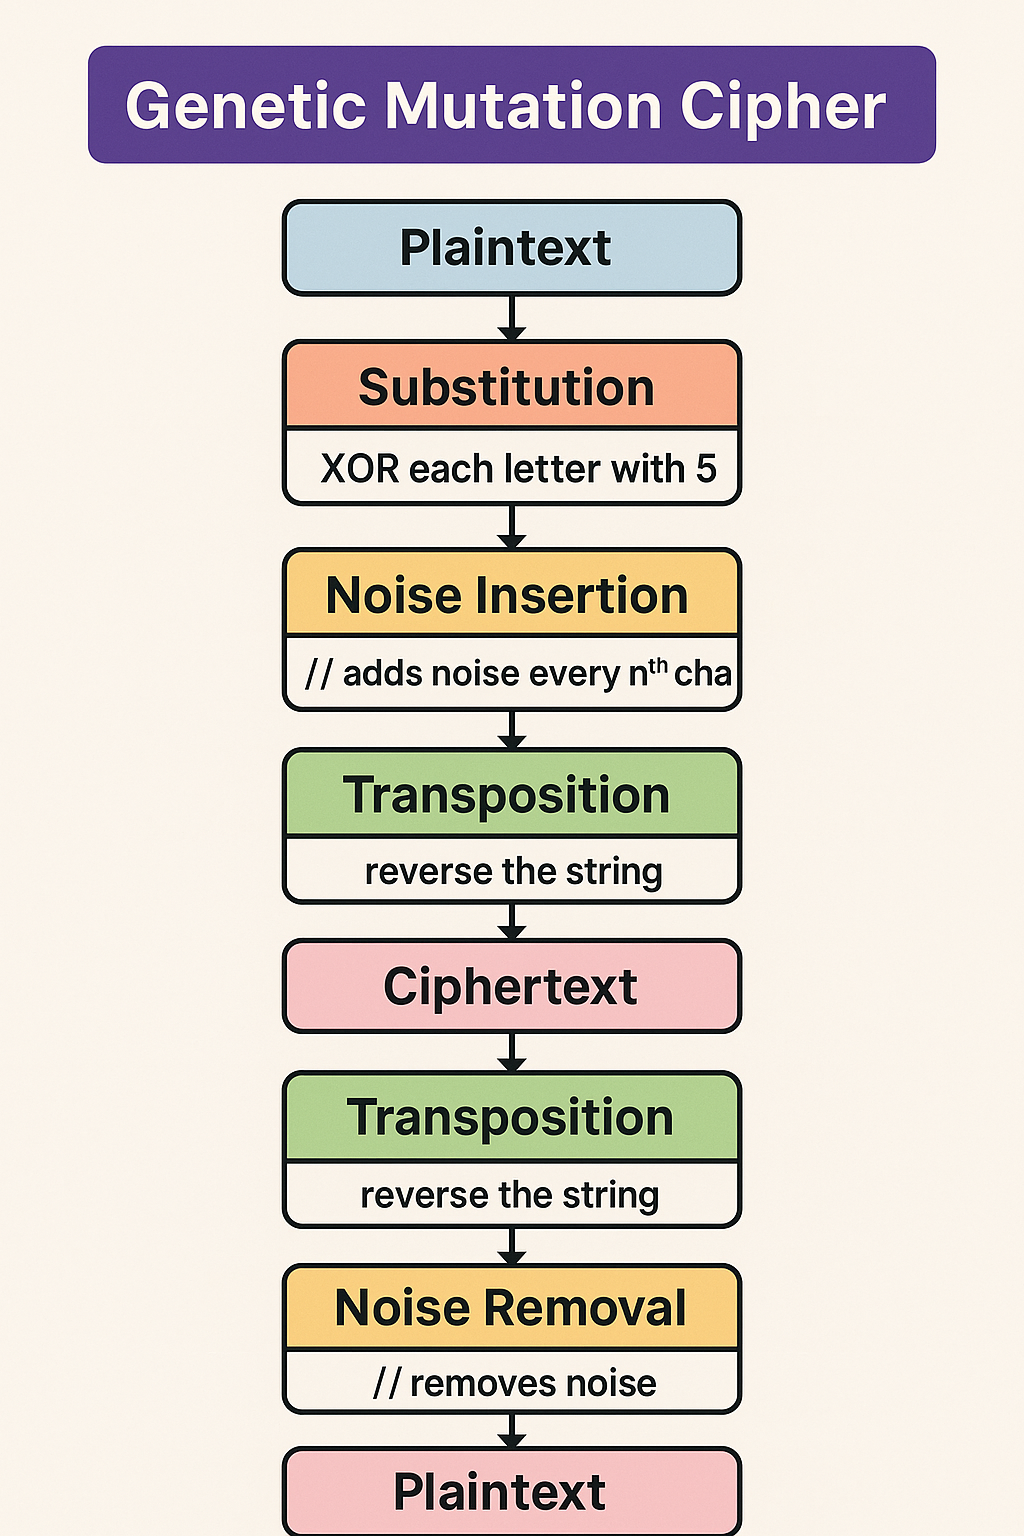 Genetic Mutation Cipher
Plaintext
Substitution
XOR each letter with 5
Noise Insertion
// adds noise every nᵗʰ cha
Transposition
reverse the string
Ciphertext
Transposition
reverse the string
Noise Removal
// removes noise
Plaintext